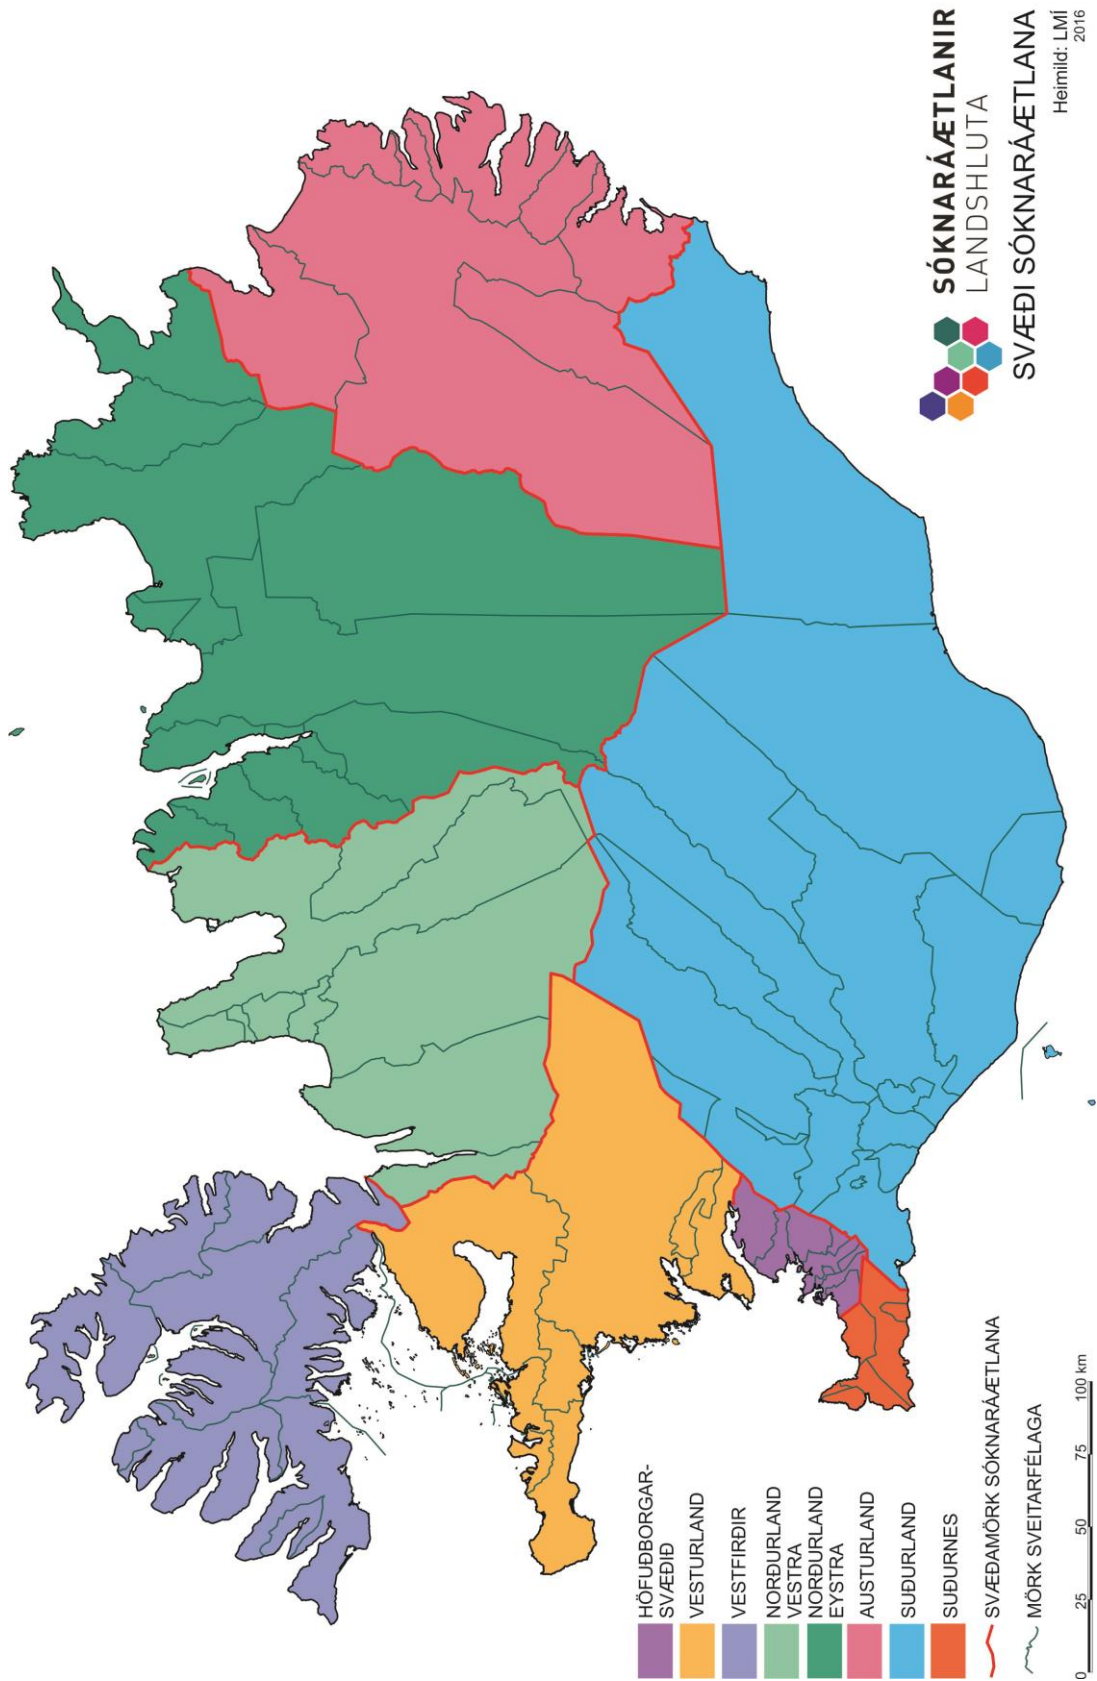 SÓKNARÁÆTLANIR
LANDSHLUTA
SVÆÐI SÓKNARÁÆTLANA
Heimild: LMÍ
2016
HÖFUÐBORGAR-
SVÆÐIÐ
VESTURLAND
VESTFIRÐIR
NORÐURLAND
VESTRA
NORÐURLAND
EYSTRA
AUSTURLAND
SUÐURLAND
SUÐURNES
SVÆÐAMÖRK SÓKNARÁÆTLANA
MÖRK SVEITARFÉLAGA
0 25 50 75 100 km